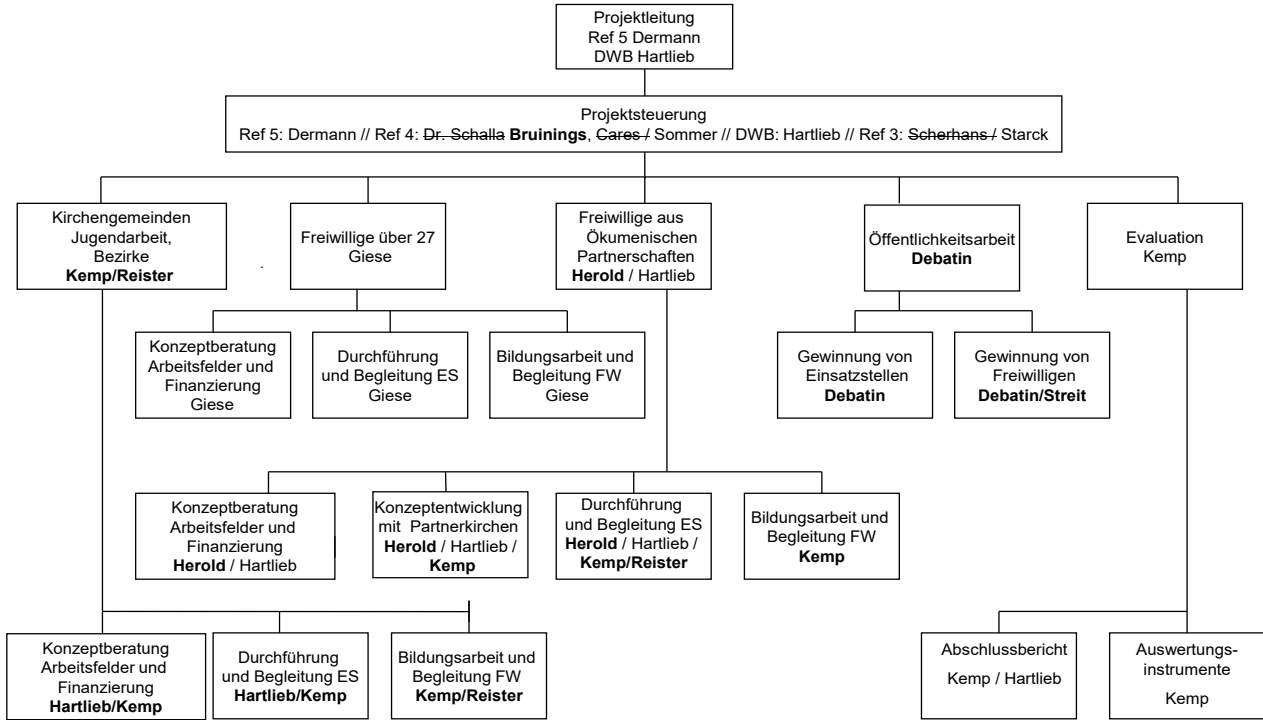 Projektleitung
Ref 5 Dermann
DWB Hartlieb
Projektsteuerung
Ref 5: Dermann // Ref 4: Dr. Schalla Bruinings, Cares / Sommer // DWB: Hartlieb // Ref 3: Scherhans / Starck
Kirchengemeinden
Jugendarbeit,
Bezirke
Kemp/Reister
Freiwillige über 27
Giese
Freiwillige aus
Ökumenischen
Partnerschaften
Herold / Hartlieb
Öffentlichkeitsarbeit
Debatin
Evaluation
Kemp
Konzeptberatung
Arbeitsfelder und
Finanzierung
Giese
Durchführung
und Begleitung ES
Giese
Bildungsarbeit und
Begleitung FW
Giese
Gewinnung von
Einsatzstellen
Debatin
Gewinnung von
Freiwilligen
Debatin/Streit
Konzeptberatung
Arbeitsfelder und
Finanzierung
Herold / Hartlieb
Konzeptentwicklung
mit Partnerkirchen
Herold / Hartlieb /
Kemp
Durchführung
und Begleitung ES
Herold / Hartlieb /
Kemp/Reister
Bildungsarbeit und
Begleitung FW
Kemp
Konzeptberatung
Arbeitsfelder und
Finanzierung
Hartlieb/Kemp
Durchführung
und Begleitung ES
Hartlieb/Kemp
Bildungsarbeit und
Begleitung FW
Kemp/Reister
Abschlussbericht
Kemp / Hartlieb
Auswertungs-
instrumente
Kemp